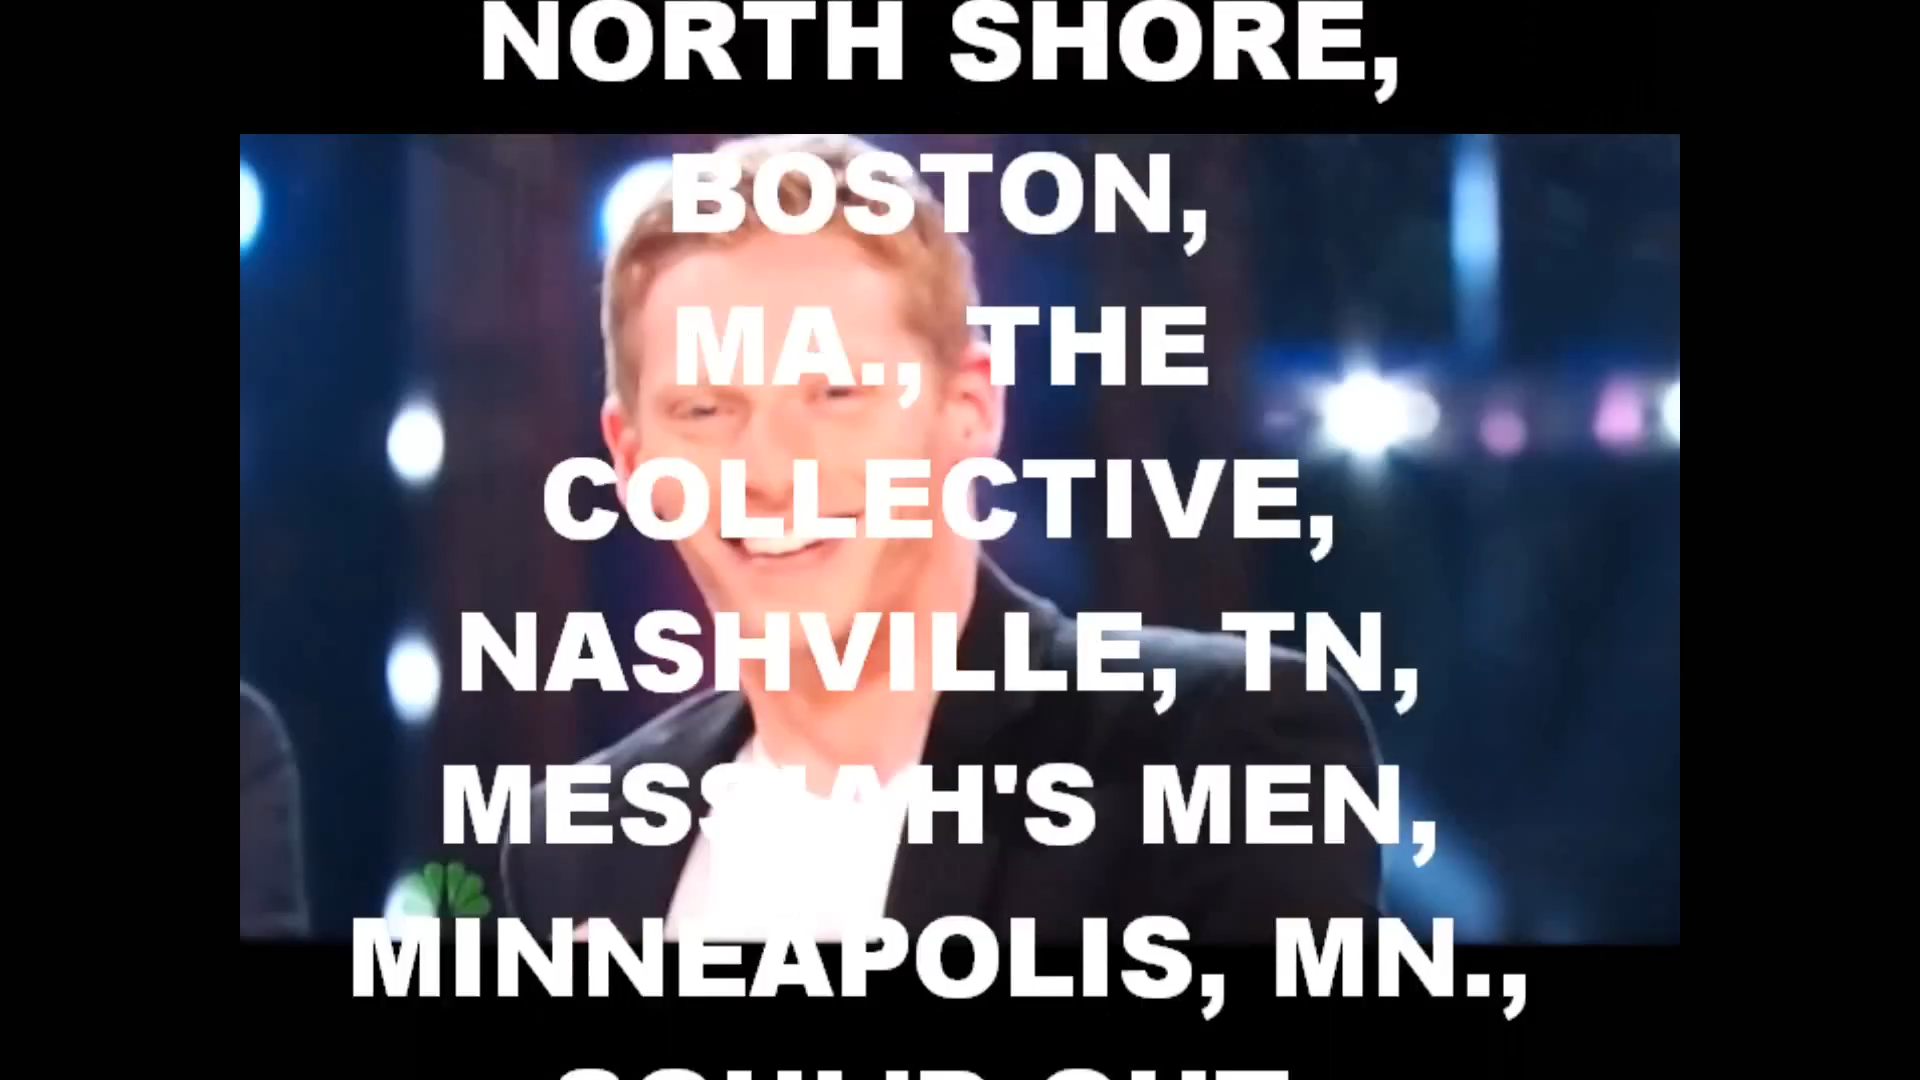 NORTH SHORE,
BOSTON,
MA., THE
COLLECTIVE,
NASHVILLE, TN,
MESSIAH'S MEN,
MINNEAPOLIS, MN.,